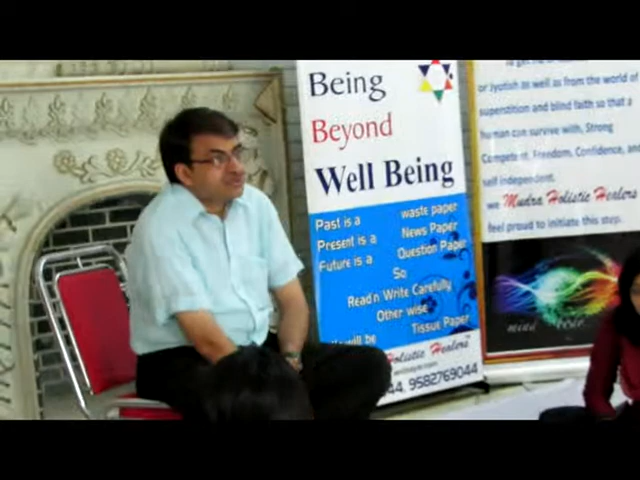 Being
Beyond
Well Being
Past is a waste paper
Present is a News Paper
Future is a Question Paper
So
Read'n Write Carefully
Other wise
will be Tissue Paper
Holistic Healers
9582769044
or Jyotish as well as from the world of
superstition and blind faith so that a
human can survive with, Strong
Competent, Freedom, Confidence, and
self independent.
we Mudra Holistic Healers
feel proud to initiate this step.
mind